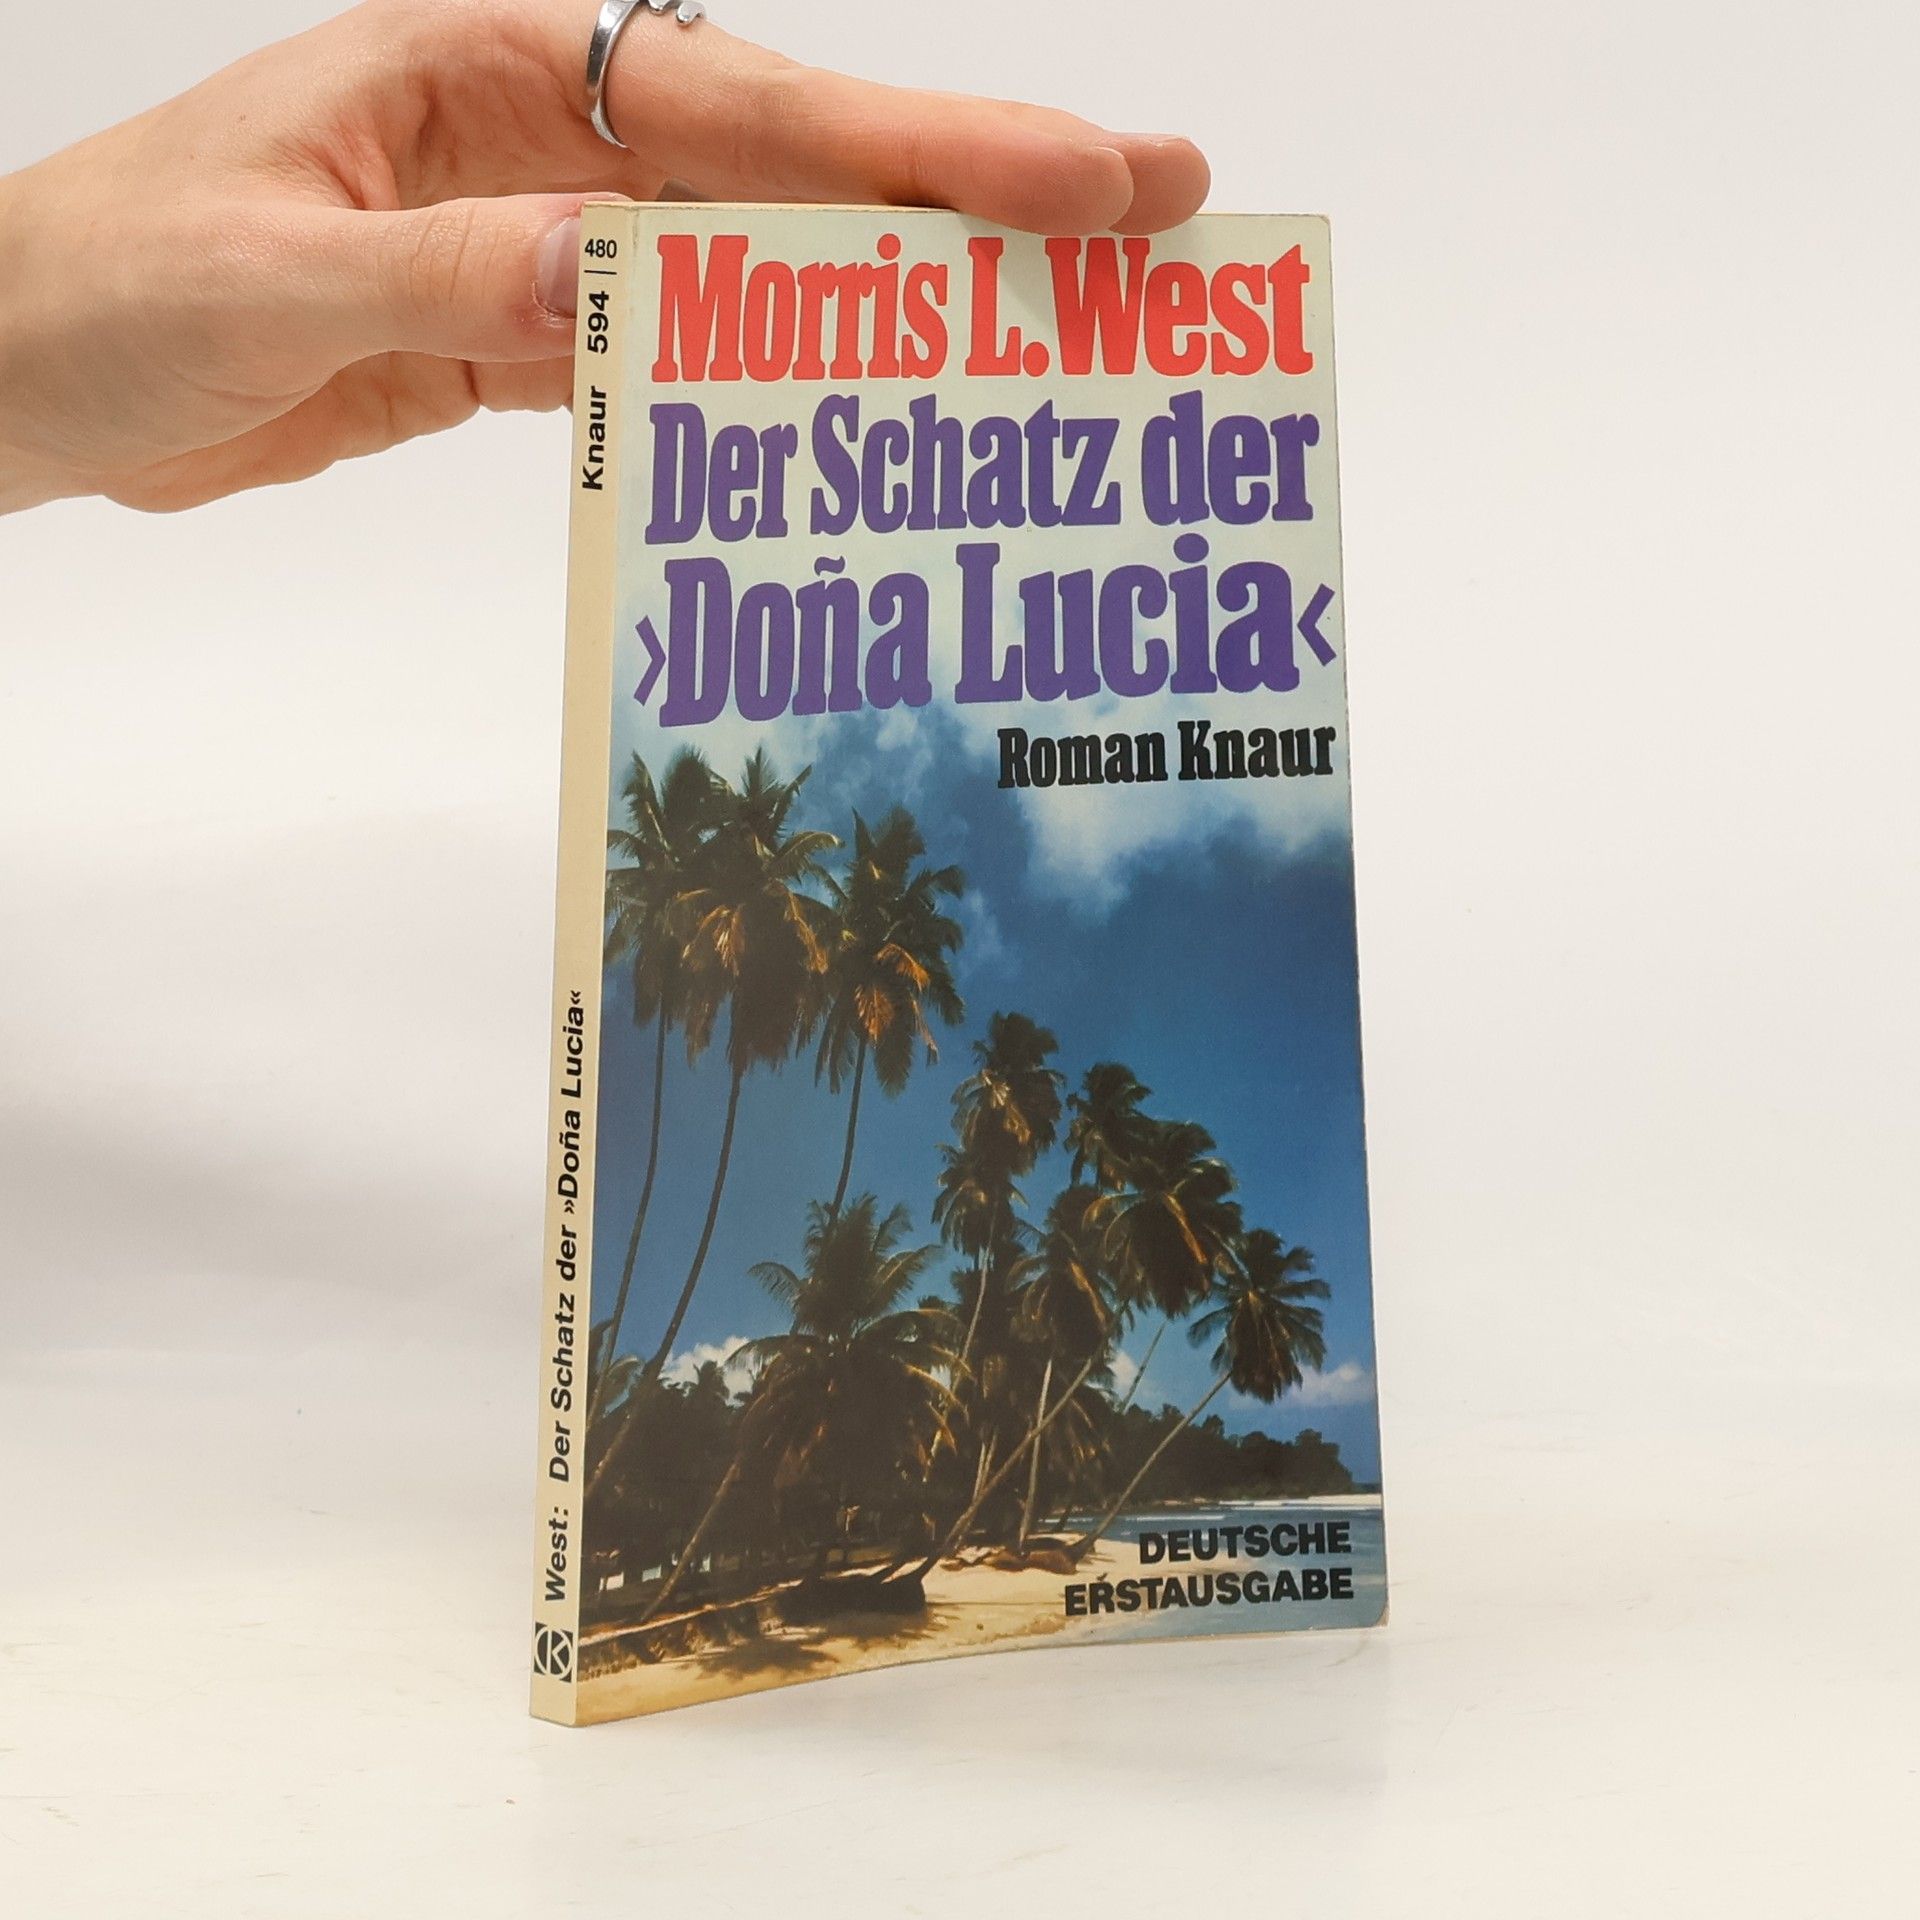 Morris L. West
Der Schatz der
›Doña Lucia‹
Roman Knaur
DEUTSCHE
ERSTAUSGABE
480
Knaur 594
West: Der Schatz der »Doña Lucia«
K